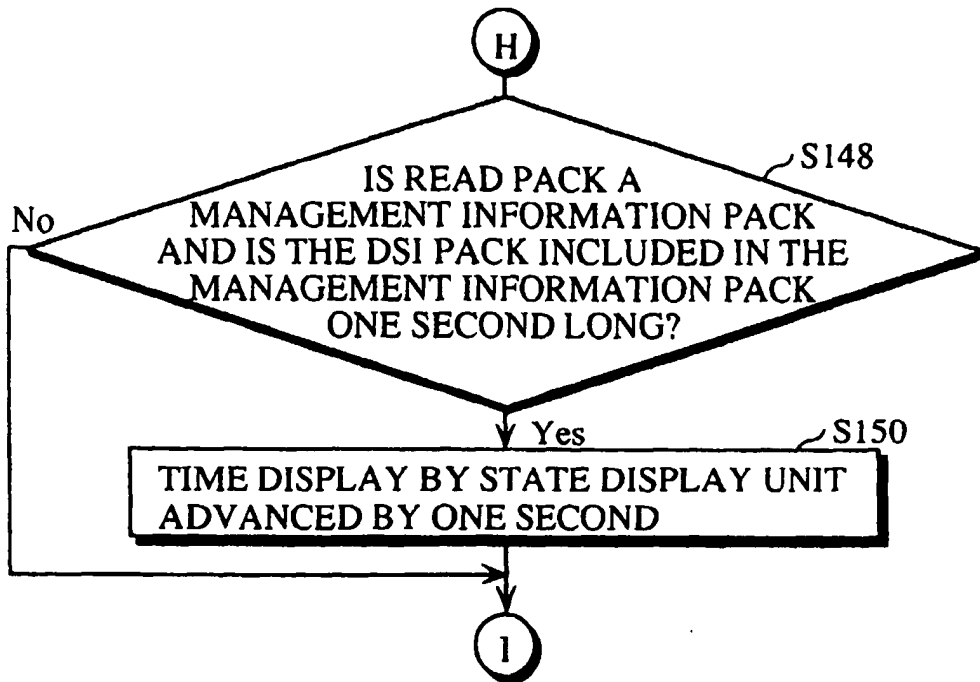 H
S148
IS READ PACK A
MANAGEMENT INFORMATION PACK
AND IS THE DSI PACK INCLUDED IN THE
MANAGEMENT INFORMATION PACK
ONE SECOND LONG?
No
Yes
S150
TIME DISPLAY BY STATE DISPLAY UNIT
ADVANCED BY ONE SECOND
1